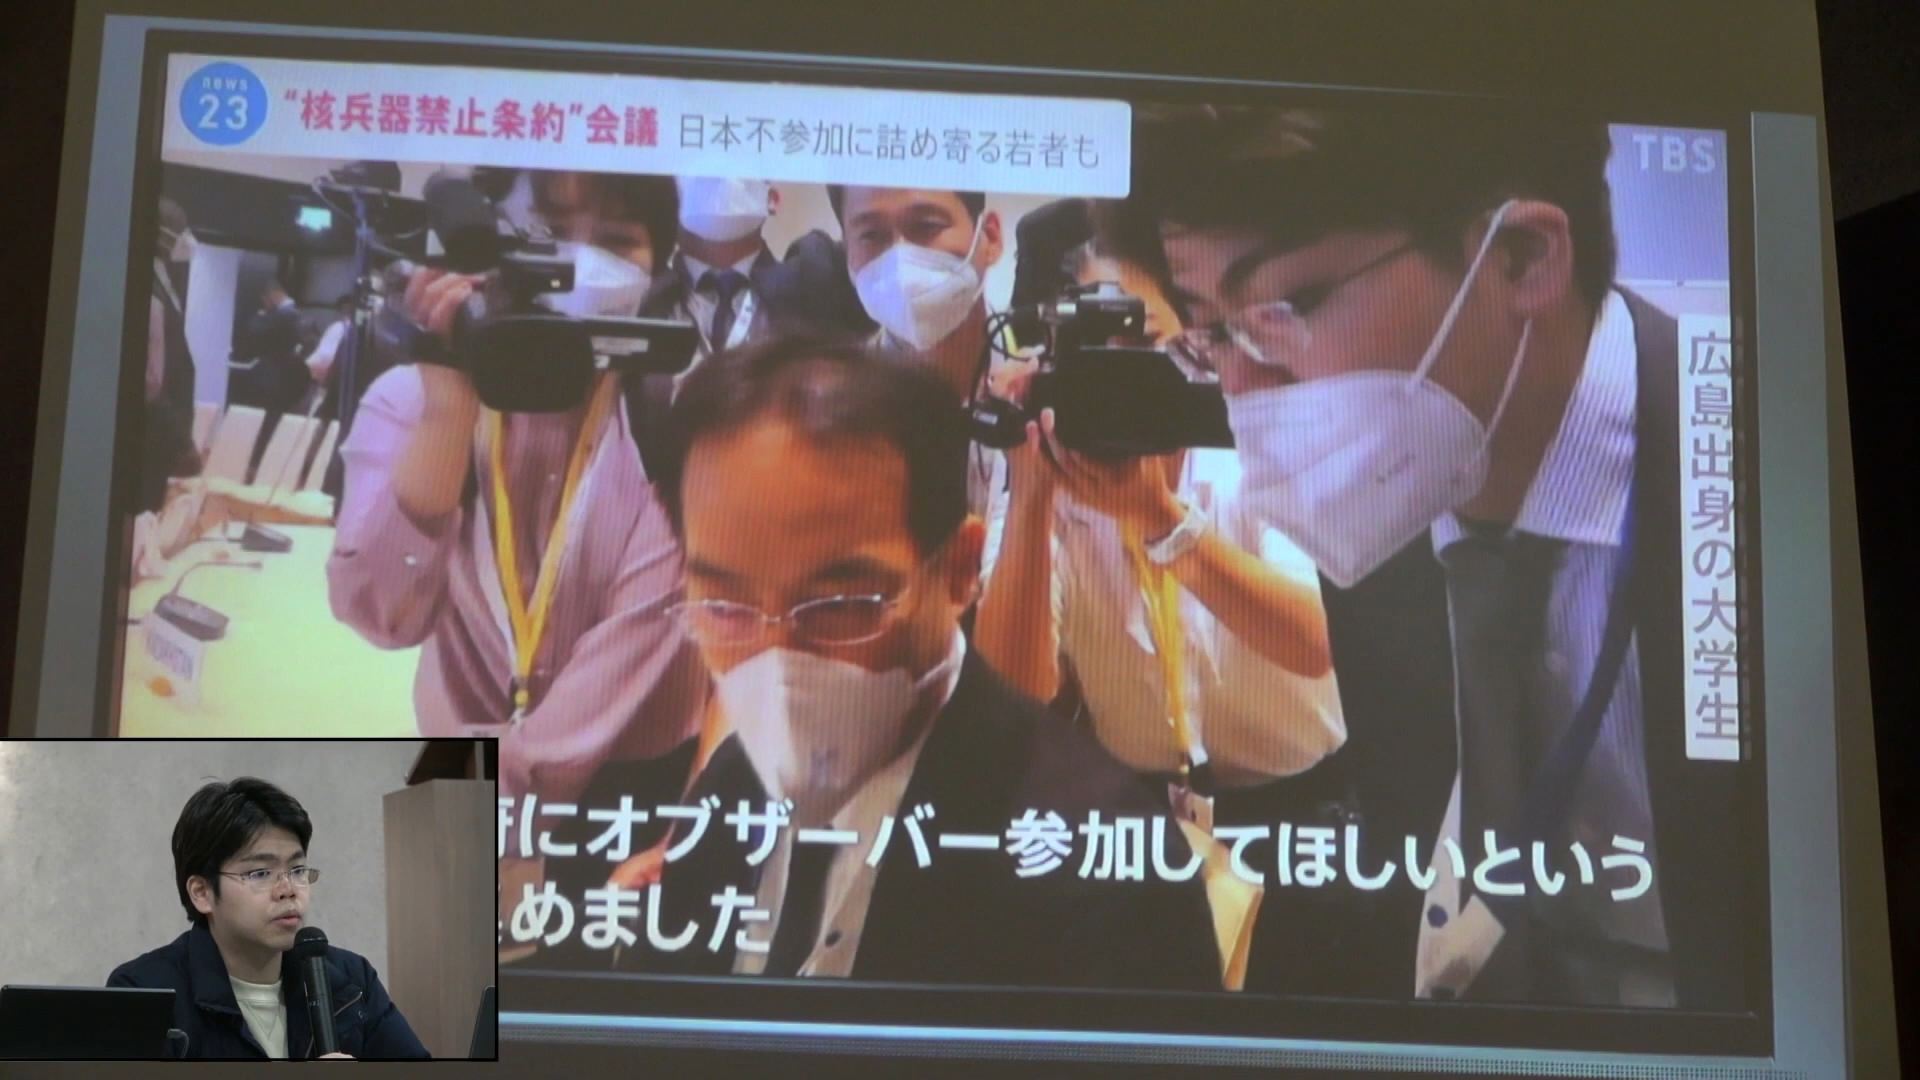 news
23
“核兵器禁止条約”会議 日本不参加に詰め寄る若者も
TBS
広島出身の大学生
にオブザーバー参加してほしいという
めました